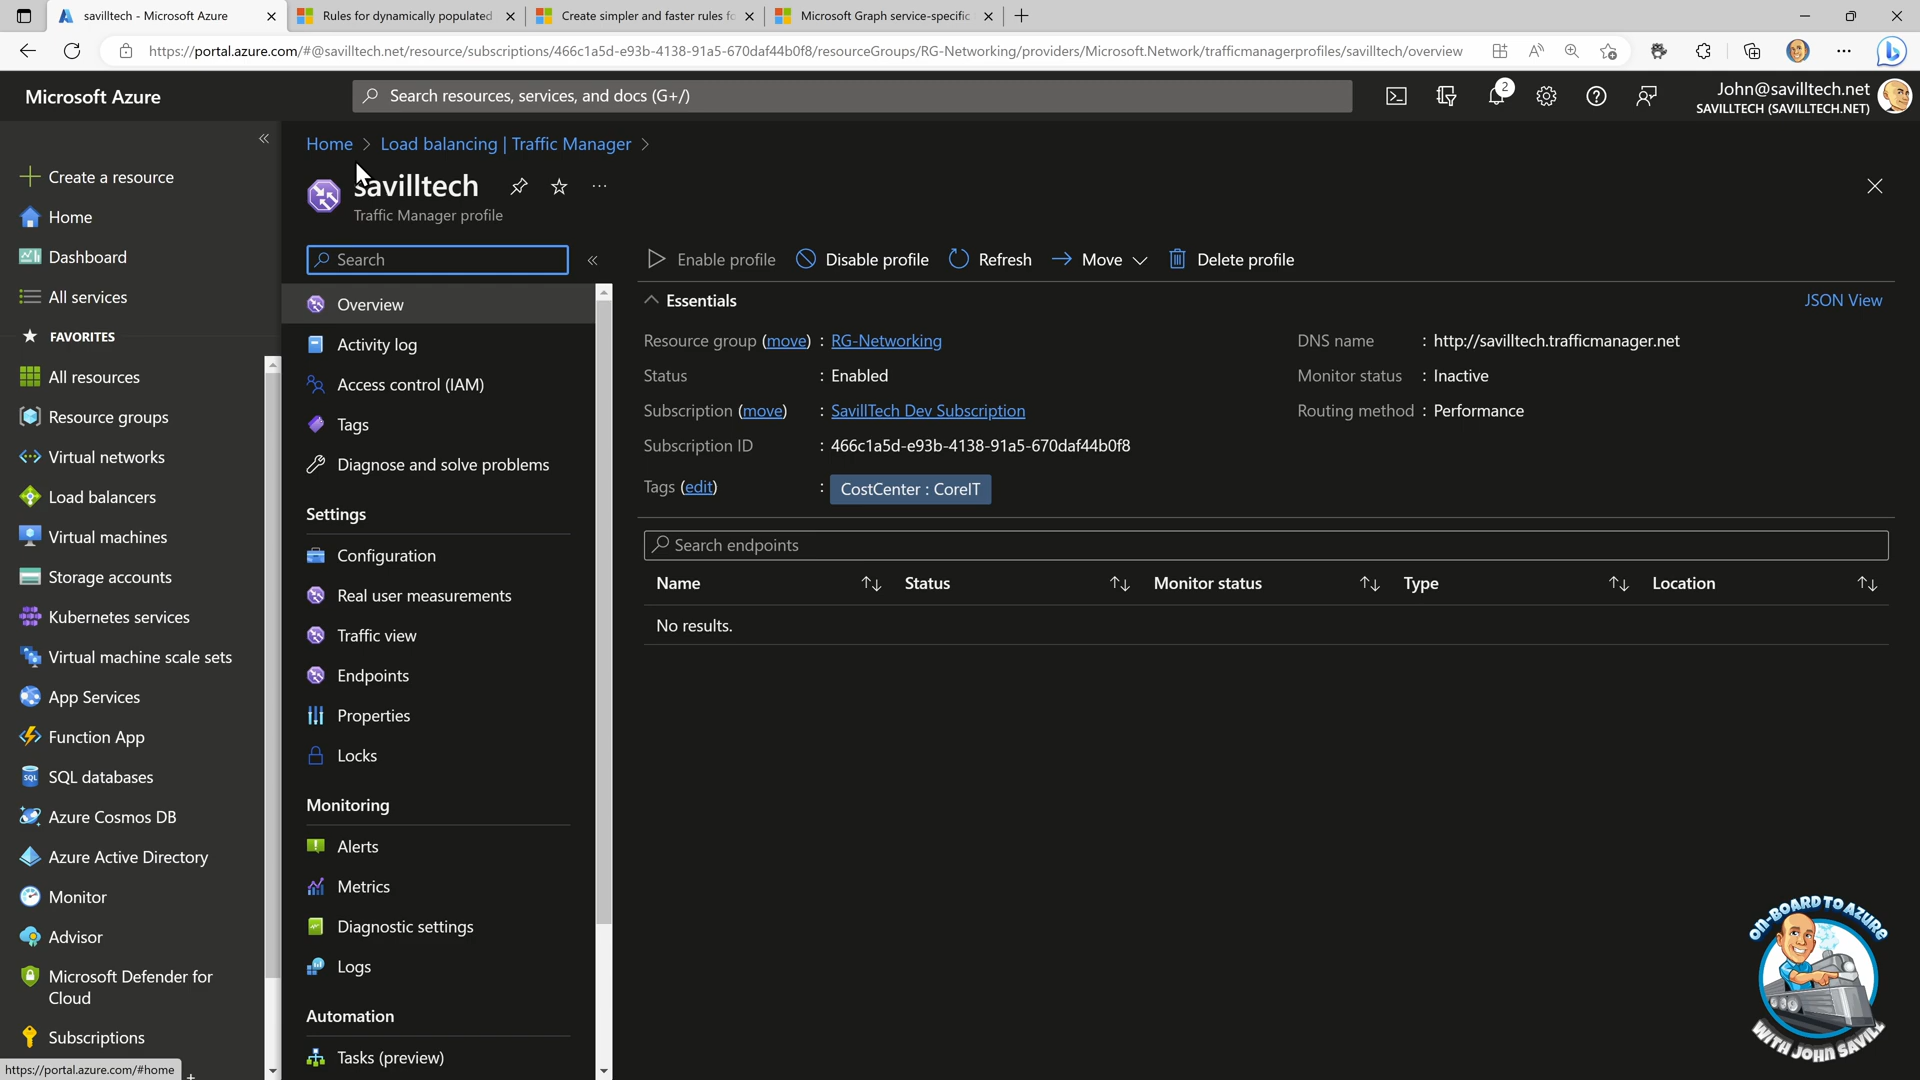 savilltech - Microsoft Azure
Rules for dynamically populated
Create simpler and faster rules fo
Microsoft Graph service-specific
https://portal.azure.com/#@savilltech.net/resource/subscriptions/466c1a5d-e93b-4138-91a5-670daf44b0f8/resourceGroups/RG-Networking/providers/Microsoft.Network/trafficmanagerprofiles/savilltech/overview
Microsoft Azure
Search resources, services, and docs (G+/)
2
John@savilltech.net
SAVILLTECH (SAVILLTECH.NET)
Create a resource
Home
Dashboard
All services
FAVORITES
All resources
Resource groups
Virtual networks
Load balancers
Virtual machines
Storage accounts
Kubernetes services
Virtual machine scale sets
App Services
Function App
SQL databases
Azure Cosmos DB
Azure Active Directory
Monitor
Advisor
Microsoft Defender for
Cloud
Subscriptions
https://portal.azure.com/#home
Home > Load balancing | Traffic Manager >
savilltech
Traffic Manager profile
Search
Overview
Activity log
Access control (IAM)
Tags
Diagnose and solve problems
Settings
Configuration
Real user measurements
Traffic view
Endpoints
Properties
Locks
Monitoring
Alerts
Metrics
Diagnostic settings
Logs
Automation
Tasks (preview)
Enable profile Disable profile Refresh Move Delete profile
Essentials
JSON View
Resource group (move) : RG-Networking
Status : Enabled
Subscription (move) : SavillTech Dev Subscription
Subscription ID : 466c1a5d-e93b-4138-91a5-670daf44b0f8
Tags (edit) : CostCenter : CoreIT
DNS name : http://savilltech.trafficmanager.net
Monitor status : Inactive
Routing method : Performance
Search endpoints
Name Status Monitor status Type Location
No results.
ON-BOARD TO AZURE
WITH JOHN SAVILL